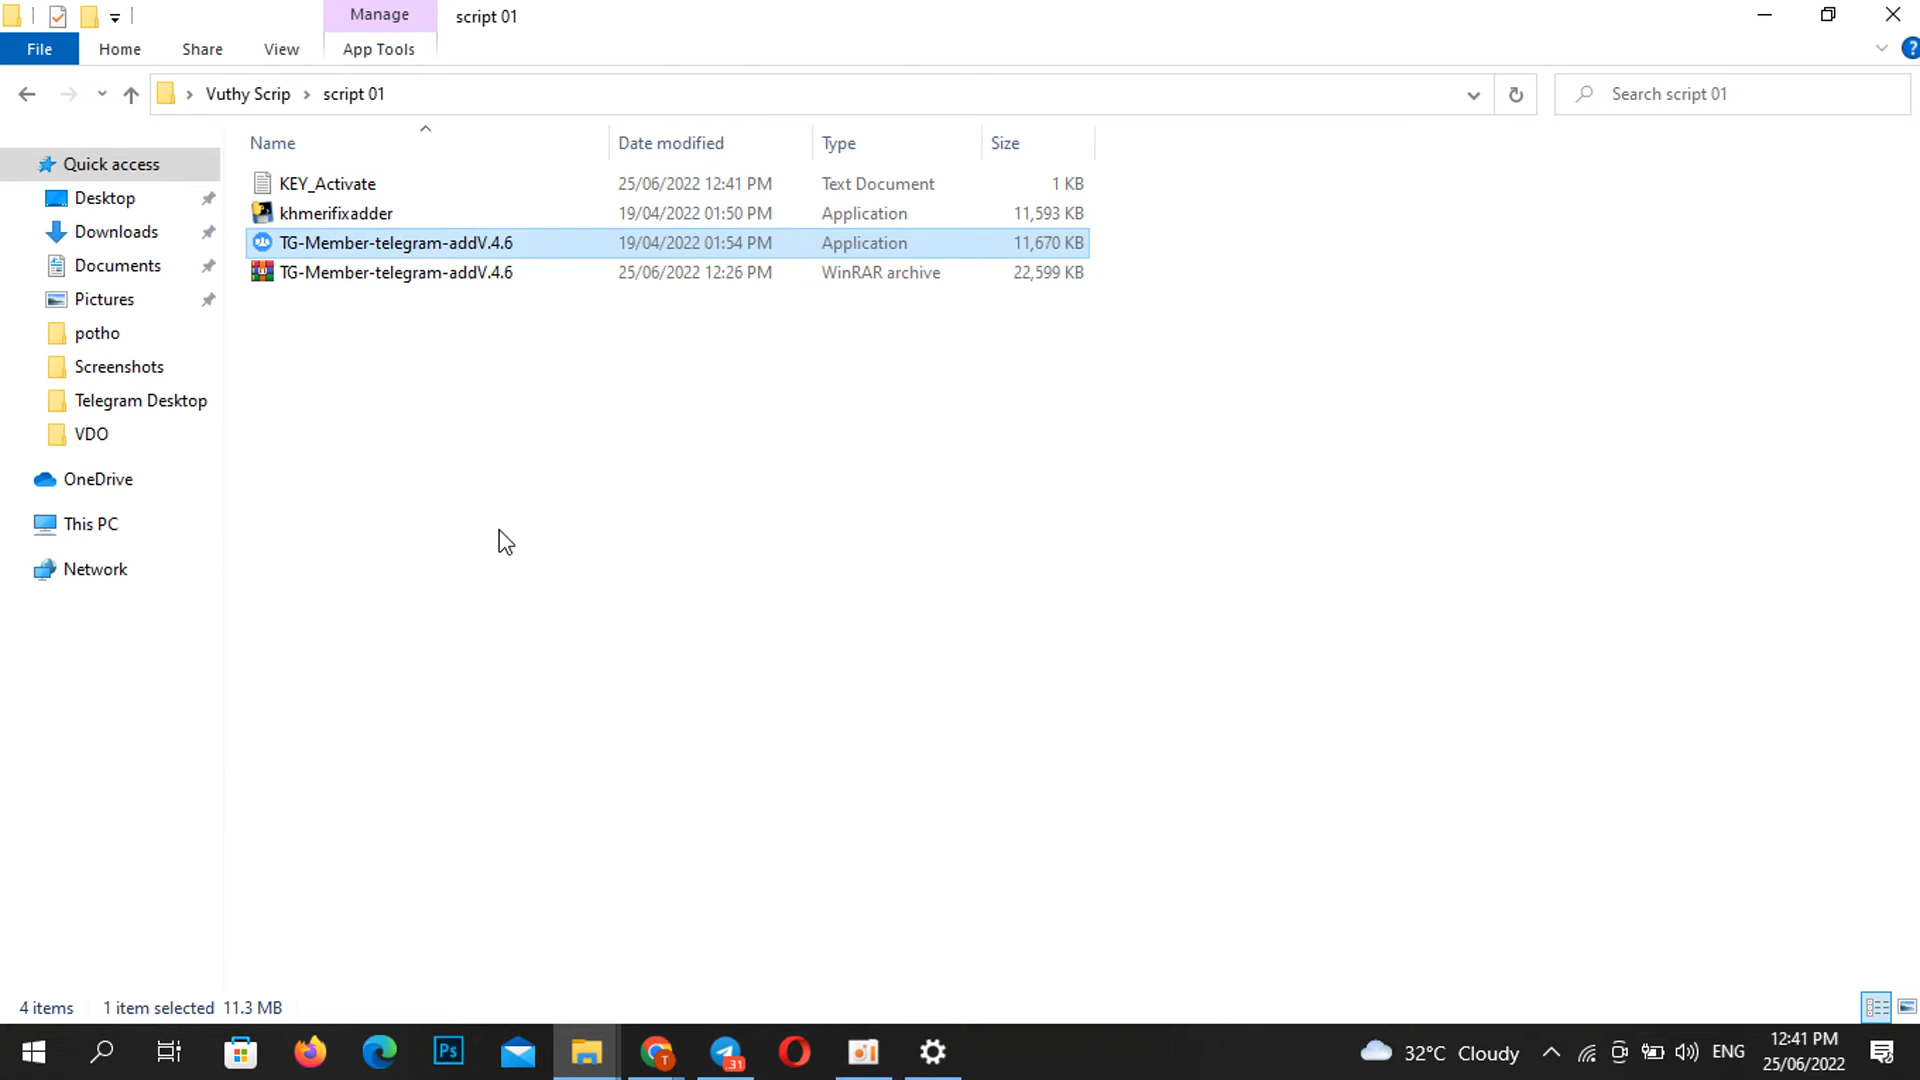 Manage
script 01
File
Home
Share
View
App Tools
Vuthy Scrip
script 01
Search script 01
Name
Date modified
Type
Size
KEY_Activate
25/06/2022 12:41 PM
Text Document
1 KB
khmerifixadder
19/04/2022 01:50 PM
Application
11,593 KB
TG-Member-telegram-addV.4.6
19/04/2022 01:54 PM
Application
11,670 KB
TG-Member-telegram-addV.4.6
25/06/2022 12:26 PM
WinRAR archive
22,599 KB
Quick access
Desktop
Downloads
Documents
Pictures
potho
Screenshots
Telegram Desktop
VDO
OneDrive
This PC
Network
4 items
1 item selected 11.3 MB
Ps
T
31
32°C Cloudy
ENG
12:41 PM
25/06/2022